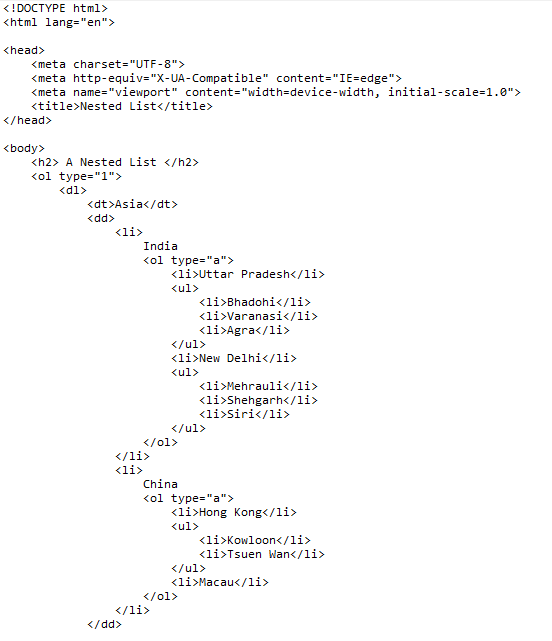 <!DOCTYPE html>
<html lang="en">

<head>
    <meta charset="UTF-8">
    <meta http-equiv="X-UA-Compatible" content="IE=edge">
    <meta name="viewport" content="width=device-width, initial-scale=1.0">
    <title>Nested List</title>
</head>

<body>
    <h2> A Nested List </h2>
    <ol type="1">
        <dl>
            <dt>Asia</dt>
            <dd>
                <li>
                    India
                    <ol type="a">
                        <li>Uttar Pradesh</li>
                        <ul>
                            <li>Bhadohi</li>
                            <li>Varanasi</li>
                            <li>Agra</li>
                        </ul>
                        <li>New Delhi</li>
                        <ul>
                            <li>Mehrauli</li>
                            <li>Shehgarh</li>
                            <li>Siri</li>
                        </ul>
                    </ol>
                </li>
                <li>
                    China
                    <ol type="a">
                        <li>Hong Kong</li>
                        <ul>
                            <li>Kowloon</li>
                            <li>Tsuen Wan</li>
                        </ul>
                        <li>Macau</li>
                    </ol>
                </li>
            </dd>